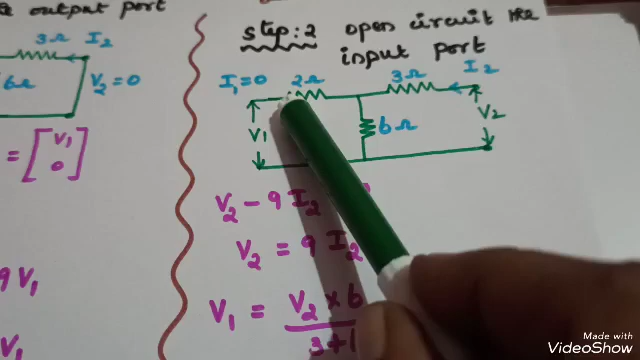 output port
3Ω I2
6Ω V2 = 0
= [V1
0]
9V1
V1
step:2 open circuit the
input port
I1=0 2Ω 3Ω I2
V1 6Ω V2
V2 - 9 I2
V2 = 9 I2
V1 = V2 × 6
3+
Made With
VideoShow